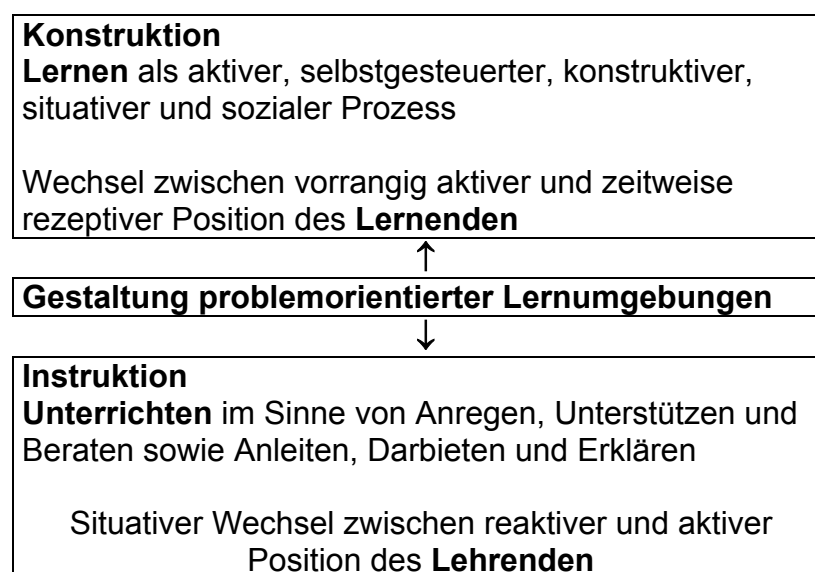 Konstruktion
Lernen als aktiver, selbstgesteuerter, konstruktiver,
situativer und sozialer Prozess
Wechsel zwischen vorrangig aktiver und zeitweise
rezeptiver Position des Lernenden
↑
Gestaltung problemorientierter Lernumgebungen
↓
Instruktion
Unterrichten im Sinne von Anregen, Unterstützen und
Beraten sowie Anleiten, Darbieten und Erklären
Situativer Wechsel zwischen reaktiver und aktiver
Position des Lehrenden